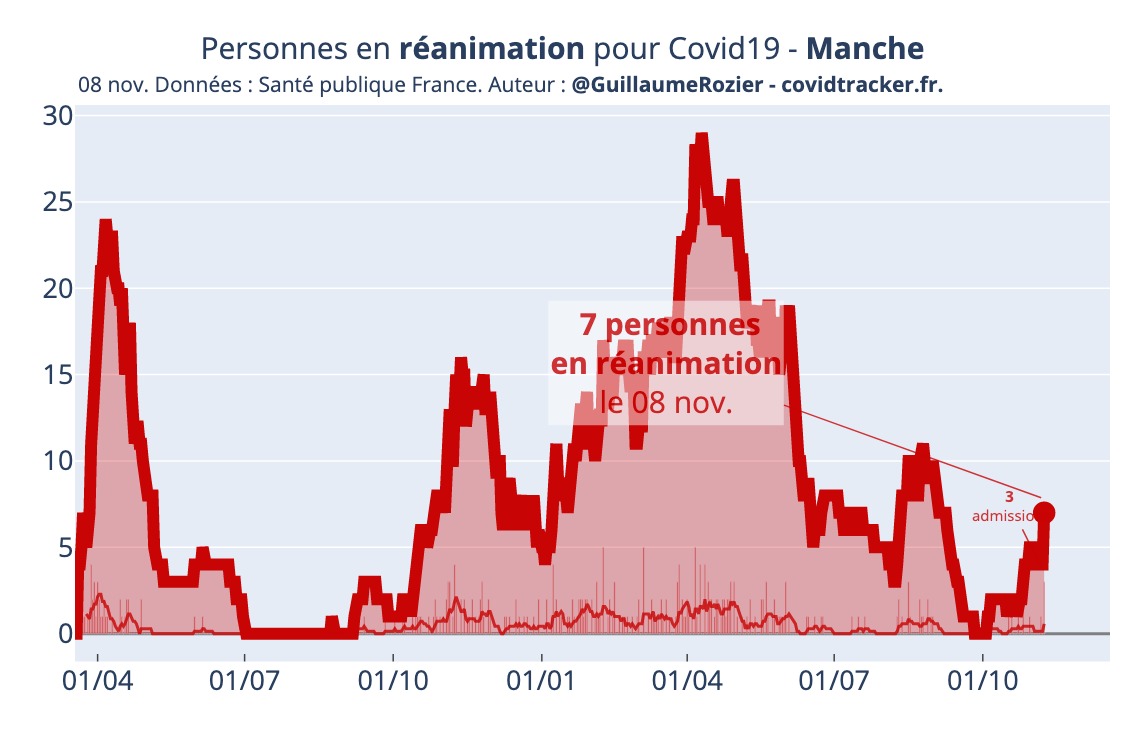 Personnes en réanimation pour Covid19 - Manche
08 nov. Données : Santé publique France. Auteur : @GuillaumeRozier - covidtracker.fr.
30
25
20
15
10
5
0
7 personnes
en réanimation
le 08 nov.
3
admissio
01/04 01/07 01/10 01/01 01/04 01/07 01/10